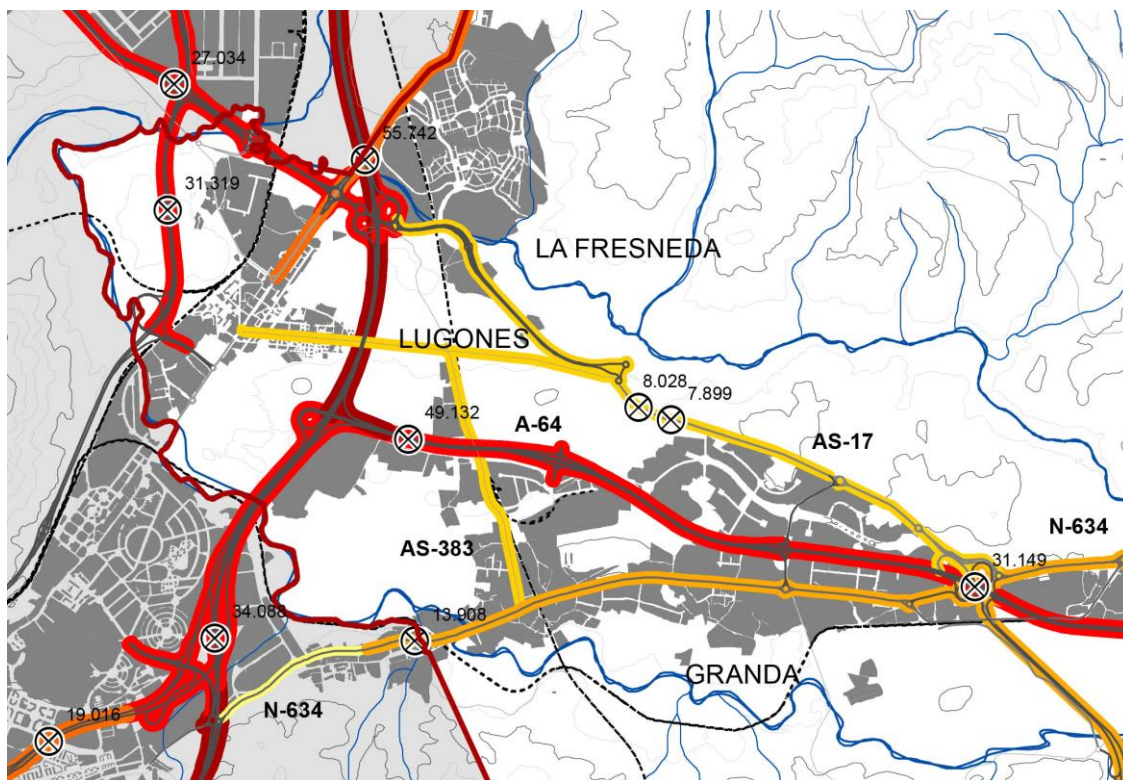 27.034
55.742
31.319
LA FRESNEDA
LUGONES
8.028
7.899
49.132
A-64
AS-17
N-634
AS-383
31.149
34.088
13.908
GRANDA
N-634
19.016